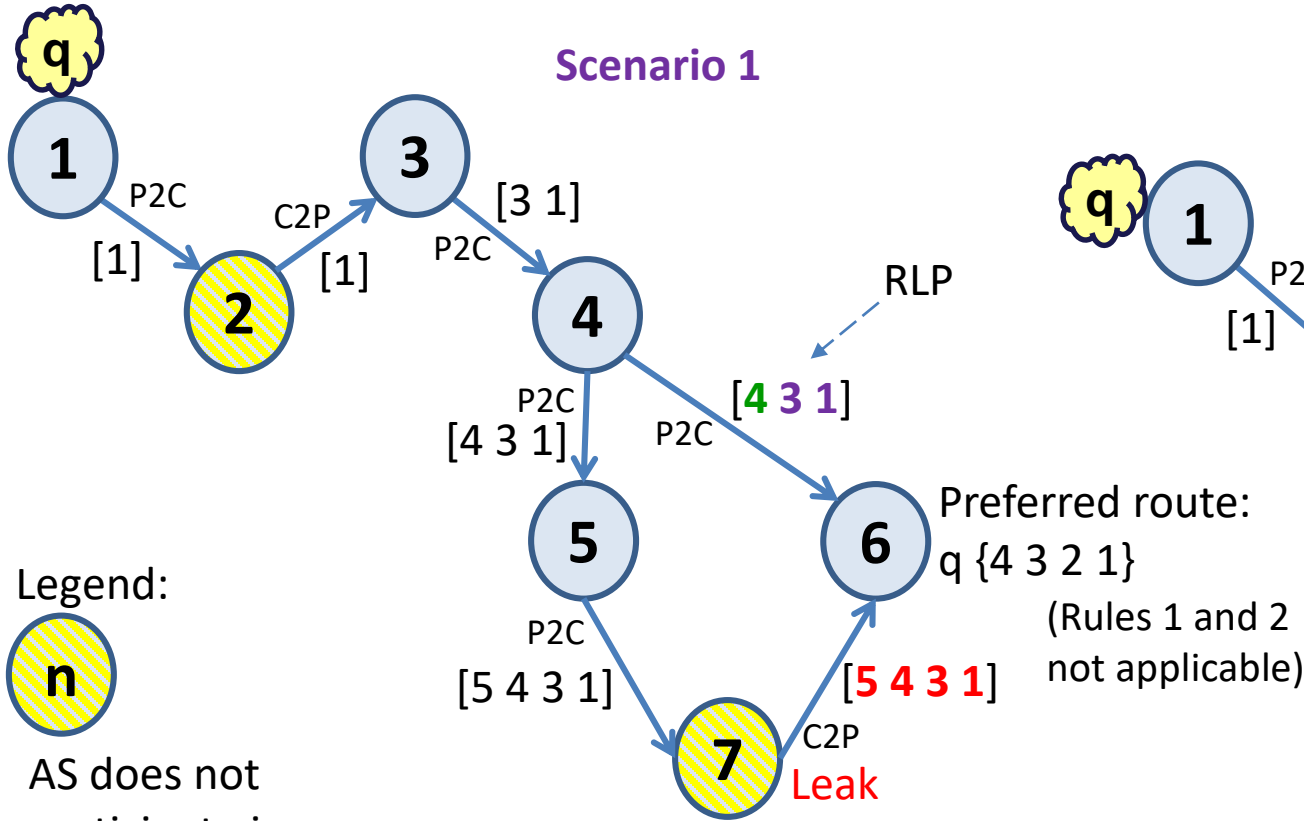 q
Scenario 1
1
3
P2C
C2P
[3 1]
q
1
[1]
[1]
P2C
2
4
RLP
[1]
P2C
[4 3 1]
[4 3 1]
P2C
5
6
Preferred route:
q {4 3 2 1}
(Rules 1 and 2
not applicable)
Legend:
n
P2C
[5 4 3 1]
[5 4 3 1]
7
C2P
Leak
AS does not